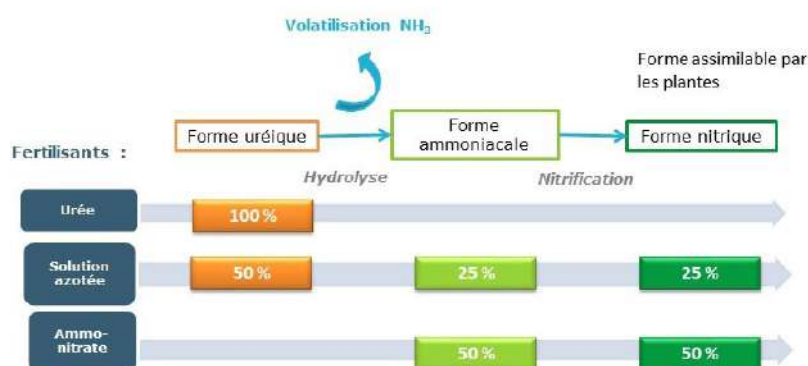 Volatilisation NH₃
Forme assimilable par
les plantes
Forme uréique
Forme
ammoniacale
Forme nitrique
Fertilisants :
Hydrolyse
Nitrification
Urée
100 %
Solution
azotée
50 %
25 %
25 %
Ammo-
nitrate
50 %
50 %